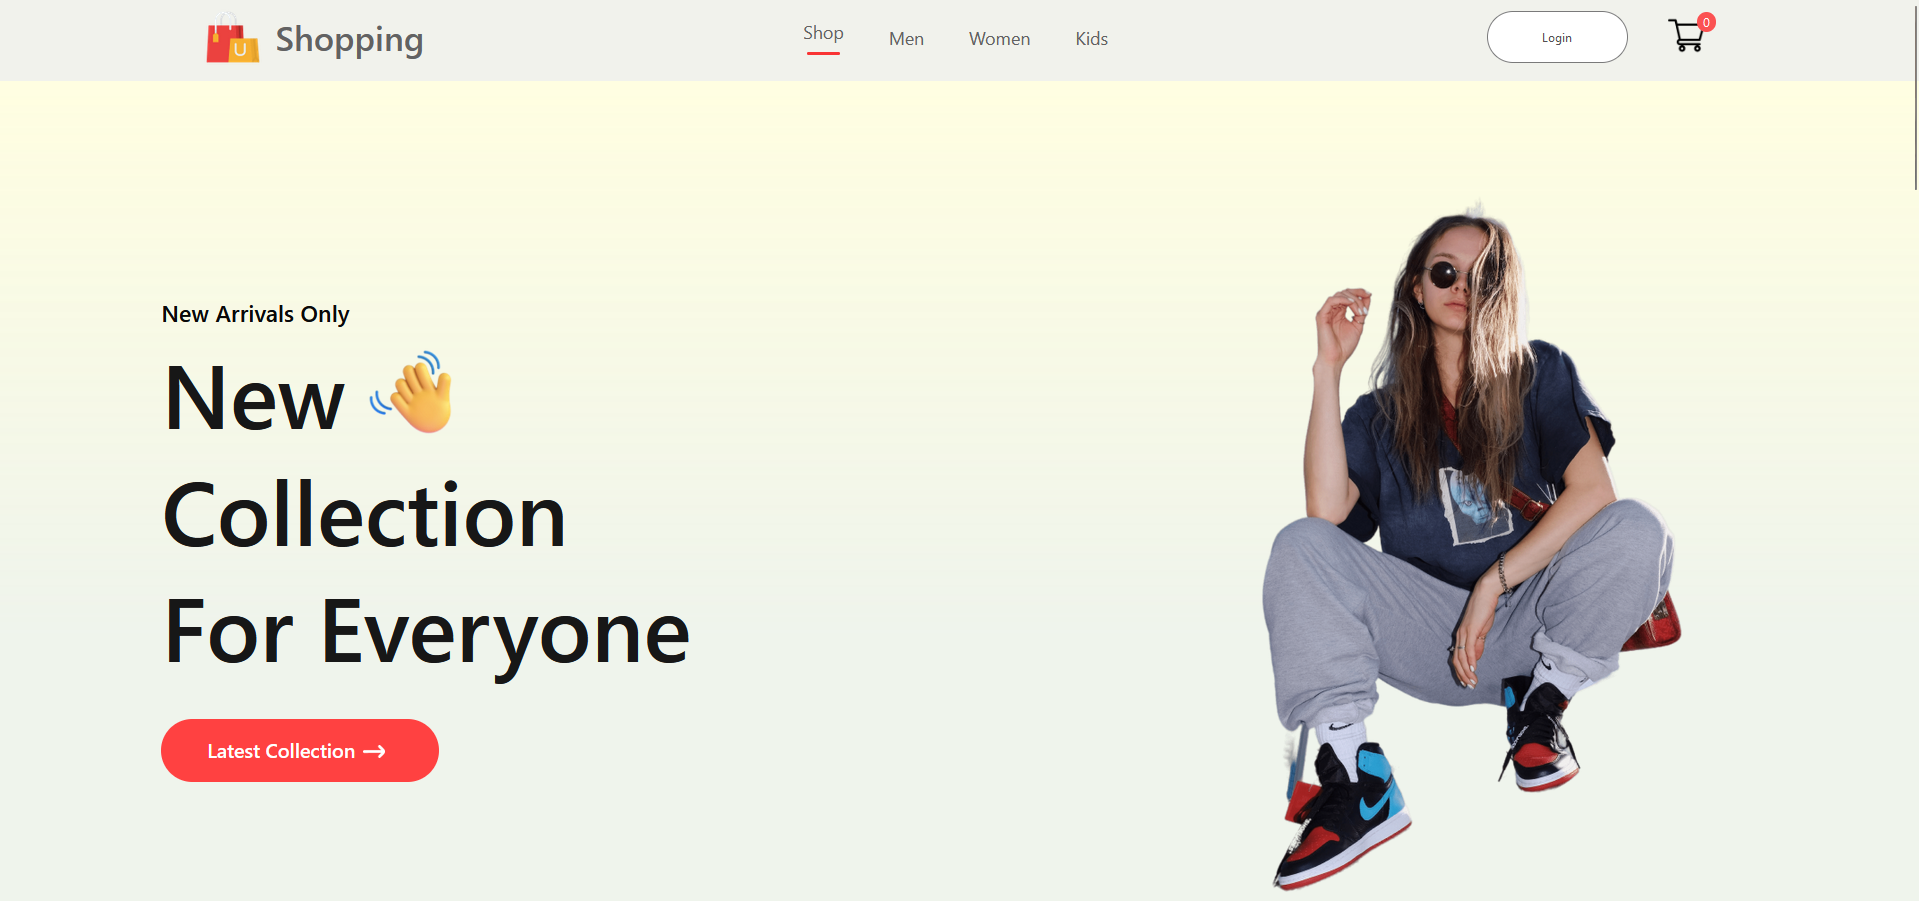 U
Shopping
Shop
Men
Women
Kids
Login
0
New Arrivals Only
New 👋
Collection
For Everyone
Latest Collection →